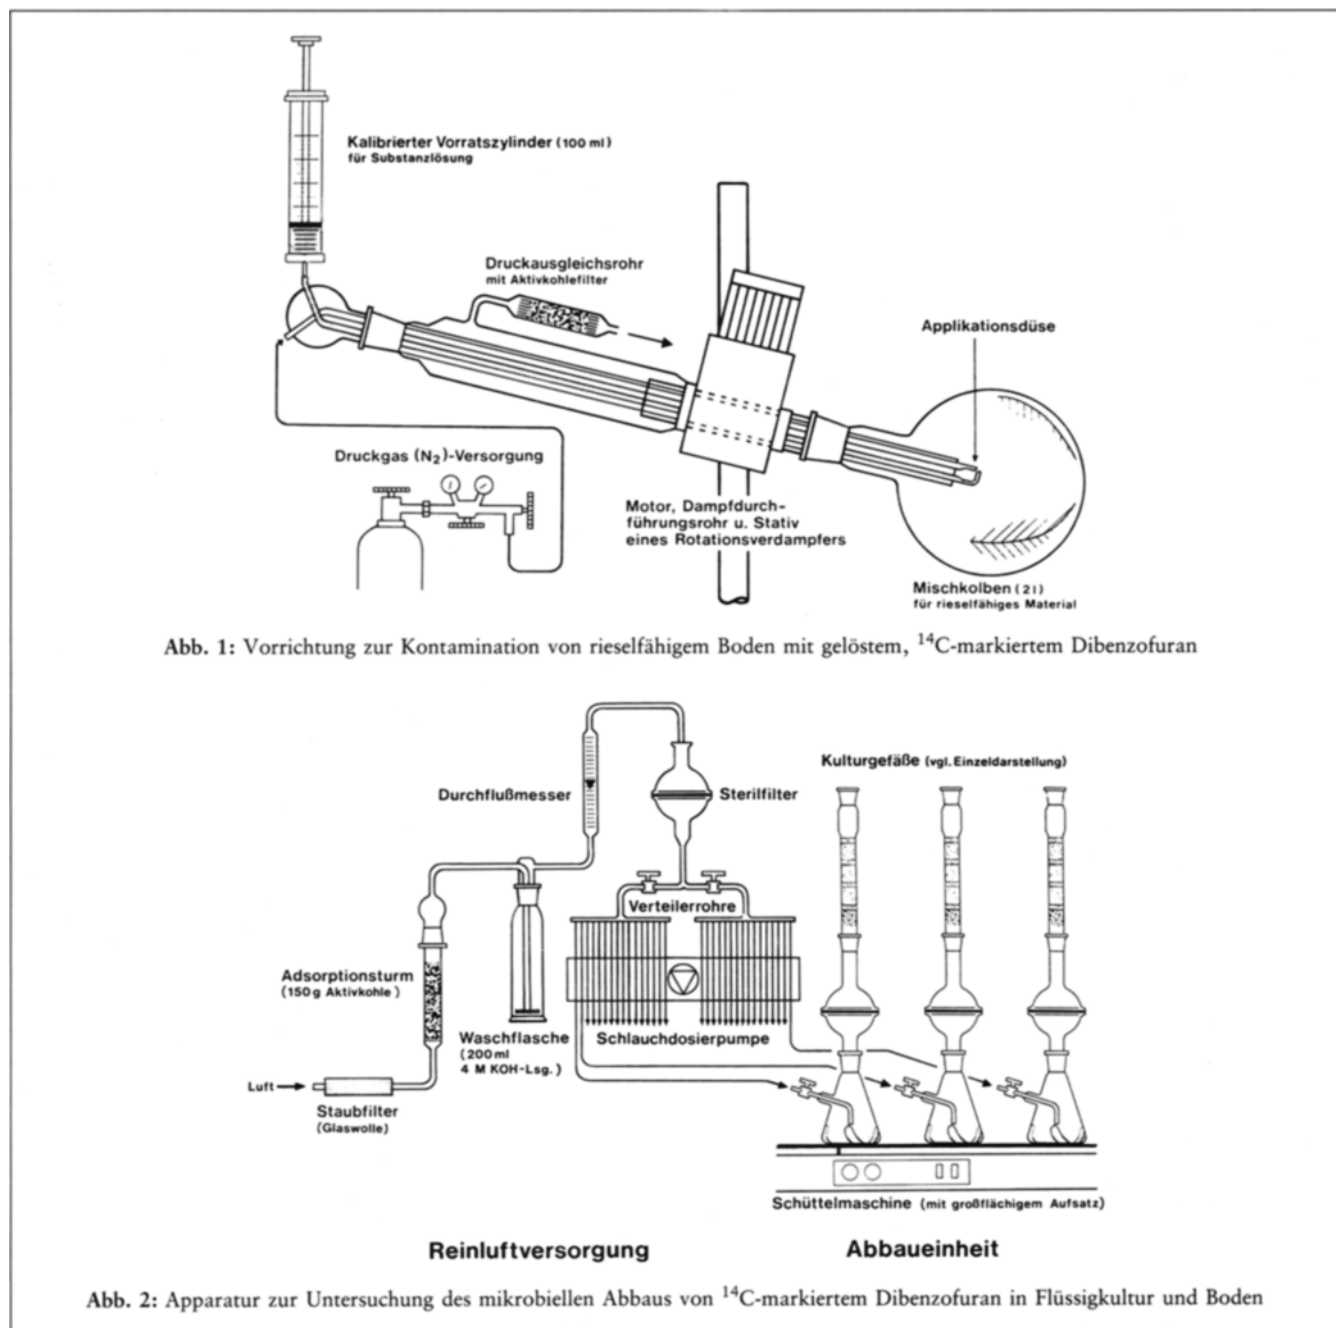 Kalibrierter Vorratszylinder (100 ml)
für Substanzlösung
Druckausgleichsrohr
mit Aktivkohlefilter
Applikationsdüse
Druckgas (N₂)-Versorgung
Motor, Dampfdurch-
führungsrohr u. Stativ
eines Rotationsverdampfers
Mischkolben (2 l)
für rieselfähiges Material
Abb. 1: Vorrichtung zur Kontamination von rieselfähigem Boden mit gelöstem, ¹⁴C-markiertem Dibenzofuran
Kulturgefäße (vgl. Einzeldarstellung)
Durchflußmesser
Sterilfilter
Verteilerrohre
Adsorptionsturm
(150 g Aktivkohle)
Waschflasche
(200 ml
4 M KOH-Lsg.)
Schlauchdosierpumpe
Luft
Staubfilter
(Glaswolle)
Schüttelmaschine (mit großflächigem Aufsatz)
Reinluftversorgung
Abbaueinheit
Abb. 2: Apparatur zur Untersuchung des mikrobiellen Abbaus von ¹⁴C-markiertem Dibenzofuran in Flüssigkultur und Boden